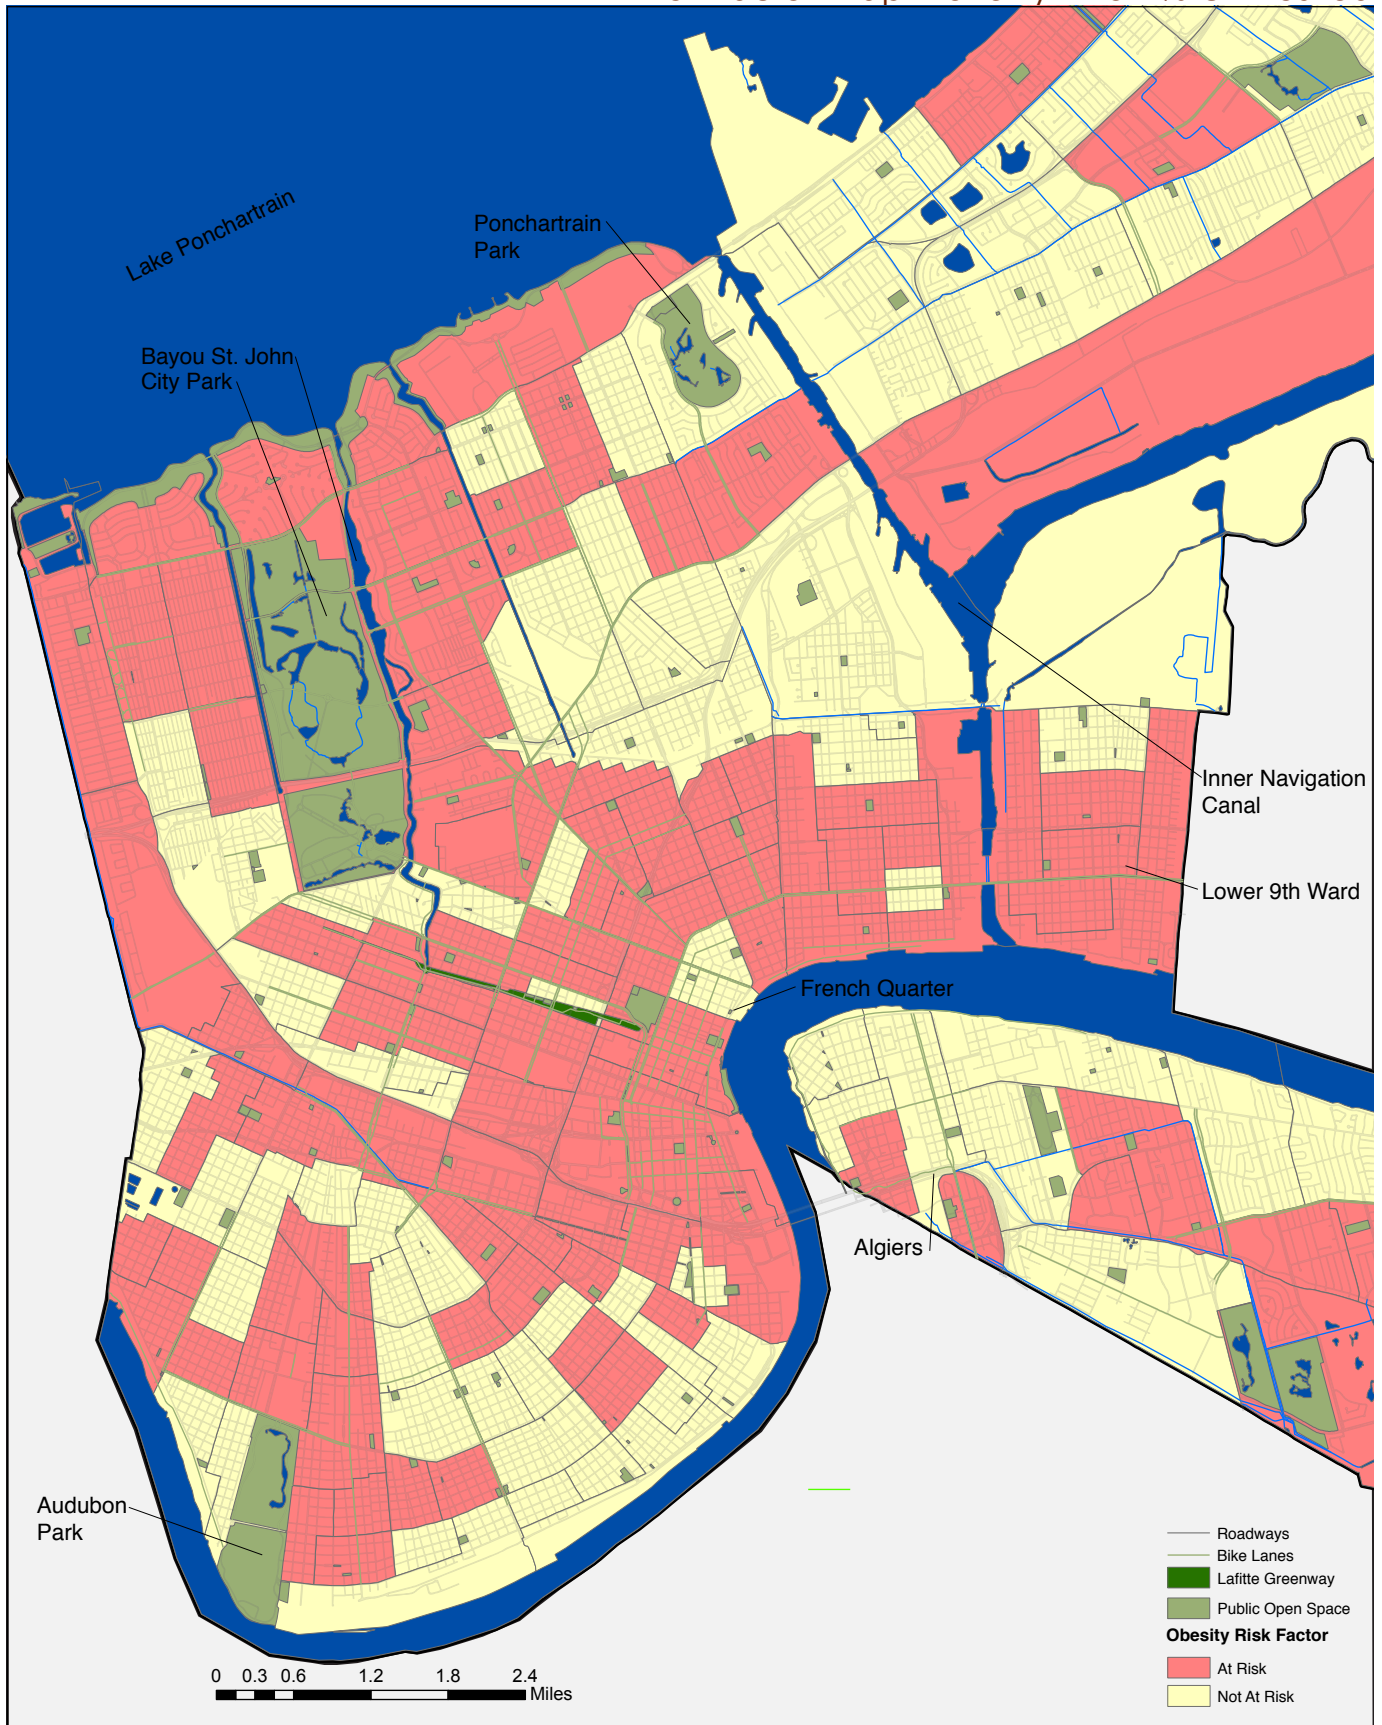 Lake Ponchartrain
Ponchartrain
Park
Bayou St. John
City Park
Inner Navigation
Canal
Lower 9th Ward
French Quarter
Algiers
Audubon
Park
Roadways
Bike Lanes
Lafitte Greenway
Public Open Space
Obesity Risk Factor
At Risk
Not At Risk
0 0.3 0.6 1.2 1.8 2.4
Miles